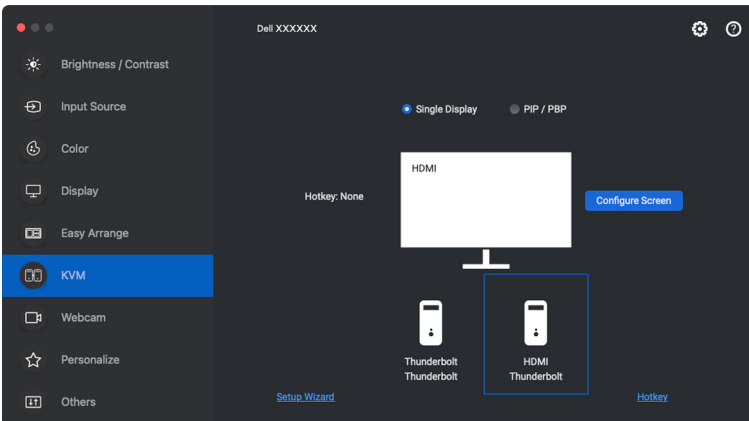 Dell XXXXXX
Brightness / Contrast
Input Source
Color
Display
Easy Arrange
KVM
Webcam
Personalize
Others
Single Display
PIP / PBP
HDMI
Hotkey: None
Configure Screen
Thunderbolt
Thunderbolt
HDMI
Thunderbolt
Setup Wizard
Hotkey